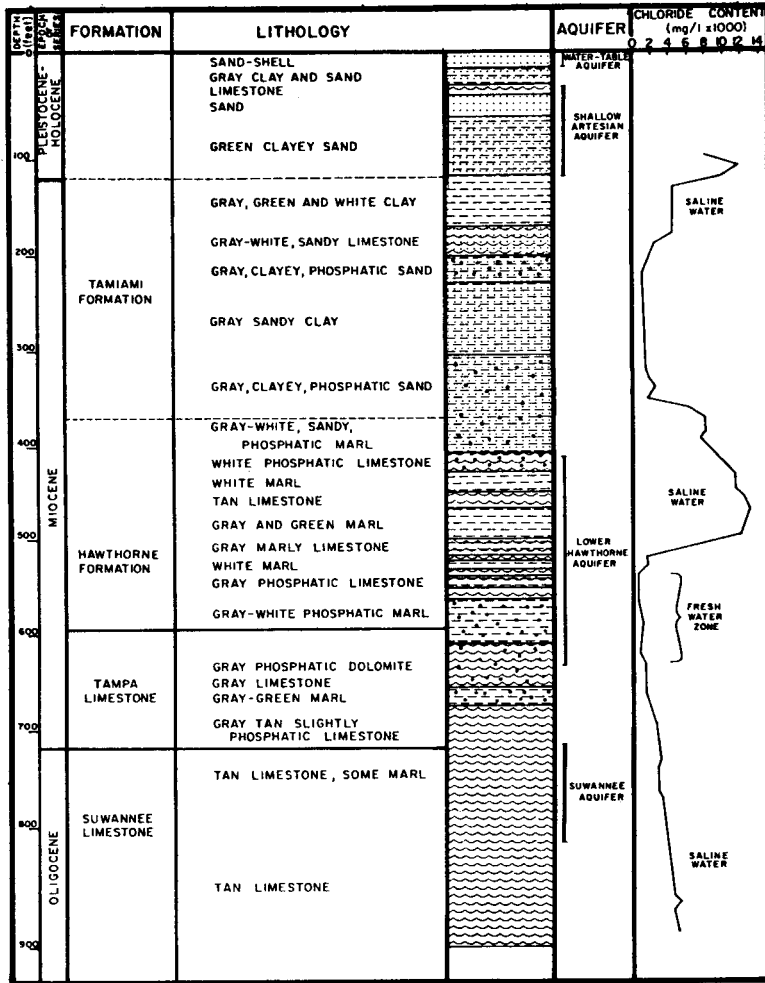 DEPTH (feet)
EPOCH or SERIES
FORMATION
LITHOLOGY
AQUIFER
CHLORIDE CONTENT
(mg/l x1000)
0 2 4 6 8 10 12 14
0
100
200
300
400
500
600
700
800
900
PLEISTOCENE-
HOLOCENE
MIOCENE
OLIGOCENE
TAMIAMI
FORMATION
HAWTHORNE
FORMATION
TAMPA
LIMESTONE
SUWANNEE
LIMESTONE
SAND-SHELL
GRAY CLAY AND SAND
LIMESTONE
SAND
GREEN CLAYEY SAND
GRAY, GREEN AND WHITE CLAY
GRAY-WHITE, SANDY LIMESTONE
GRAY, CLAYEY, PHOSPHATIC SAND
GRAY SANDY CLAY
GRAY, CLAYEY, PHOSPHATIC SAND
GRAY-WHITE, SANDY,
PHOSPHATIC MARL
WHITE PHOSPHATIC LIMESTONE
WHITE MARL
TAN LIMESTONE
GRAY AND GREEN MARL
GRAY MARLY LIMESTONE
WHITE MARL
GRAY PHOSPHATIC LIMESTONE
GRAY-WHITE PHOSPHATIC MARL
GRAY PHOSPHATIC DOLOMITE
GRAY LIMESTONE
GRAY-GREEN MARL
GRAY TAN SLIGHTLY
PHOSPHATIC LIMESTONE
TAN LIMESTONE, SOME MARL
TAN LIMESTONE
WATER-TABLE
AQUIFER
SHALLOW
ARTESIAN
AQUIFER
LOWER
HAWTHORNE
AQUIFER
SUWANNEE
AQUIFER
SALINE
WATER
SALINE
WATER
FRESH
WATER
ZONE
SALINE
WATER